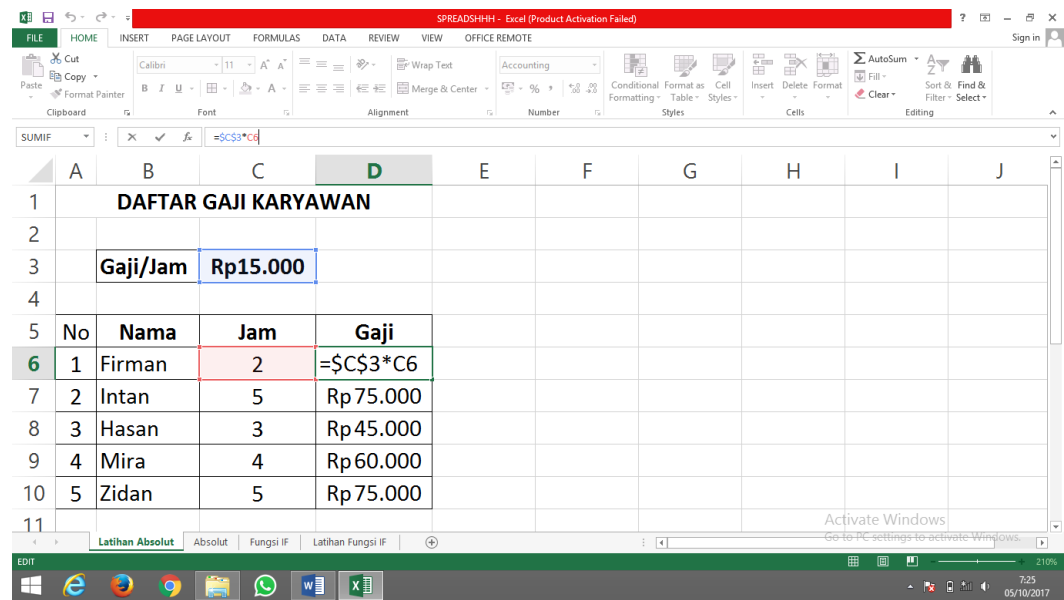 SPREADSHHH - Excel (Product Activation Failed)
FILE HOME INSERT PAGE LAYOUT FORMULAS DATA REVIEW VIEW OFFICE REMOTE Sign in
Cut
Copy
Format Painter
Paste
Clipboard
Calibri 11
B I U
Font
Wrap Text
Merge & Center
Alignment
Accounting
Number
Conditional Formatting Format as Table Cell Styles
Styles
Insert Delete Format
Cells
AutoSum
Fill
Clear
Sort & Filter Find & Select
Editing
SUMIF =$C$3*C6
A B C D E F G H I J
1 DAFTAR GAJI KARYAWAN
2
3 Gaji/Jam Rp15.000
4
5 No Nama Jam Gaji
6 1 Firman 2 =$C$3*C6
7 2 Intan 5 Rp75.000
8 3 Hasan 3 Rp45.000
9 4 Mira 4 Rp60.000
10 5 Zidan 5 Rp75.000
11
Activate Windows
Go to PC settings to activate Windows.
Latihan Absolut Absolut Fungsi IF Latihan Fungsi IF
EDIT 210%
7:25
05/10/2017